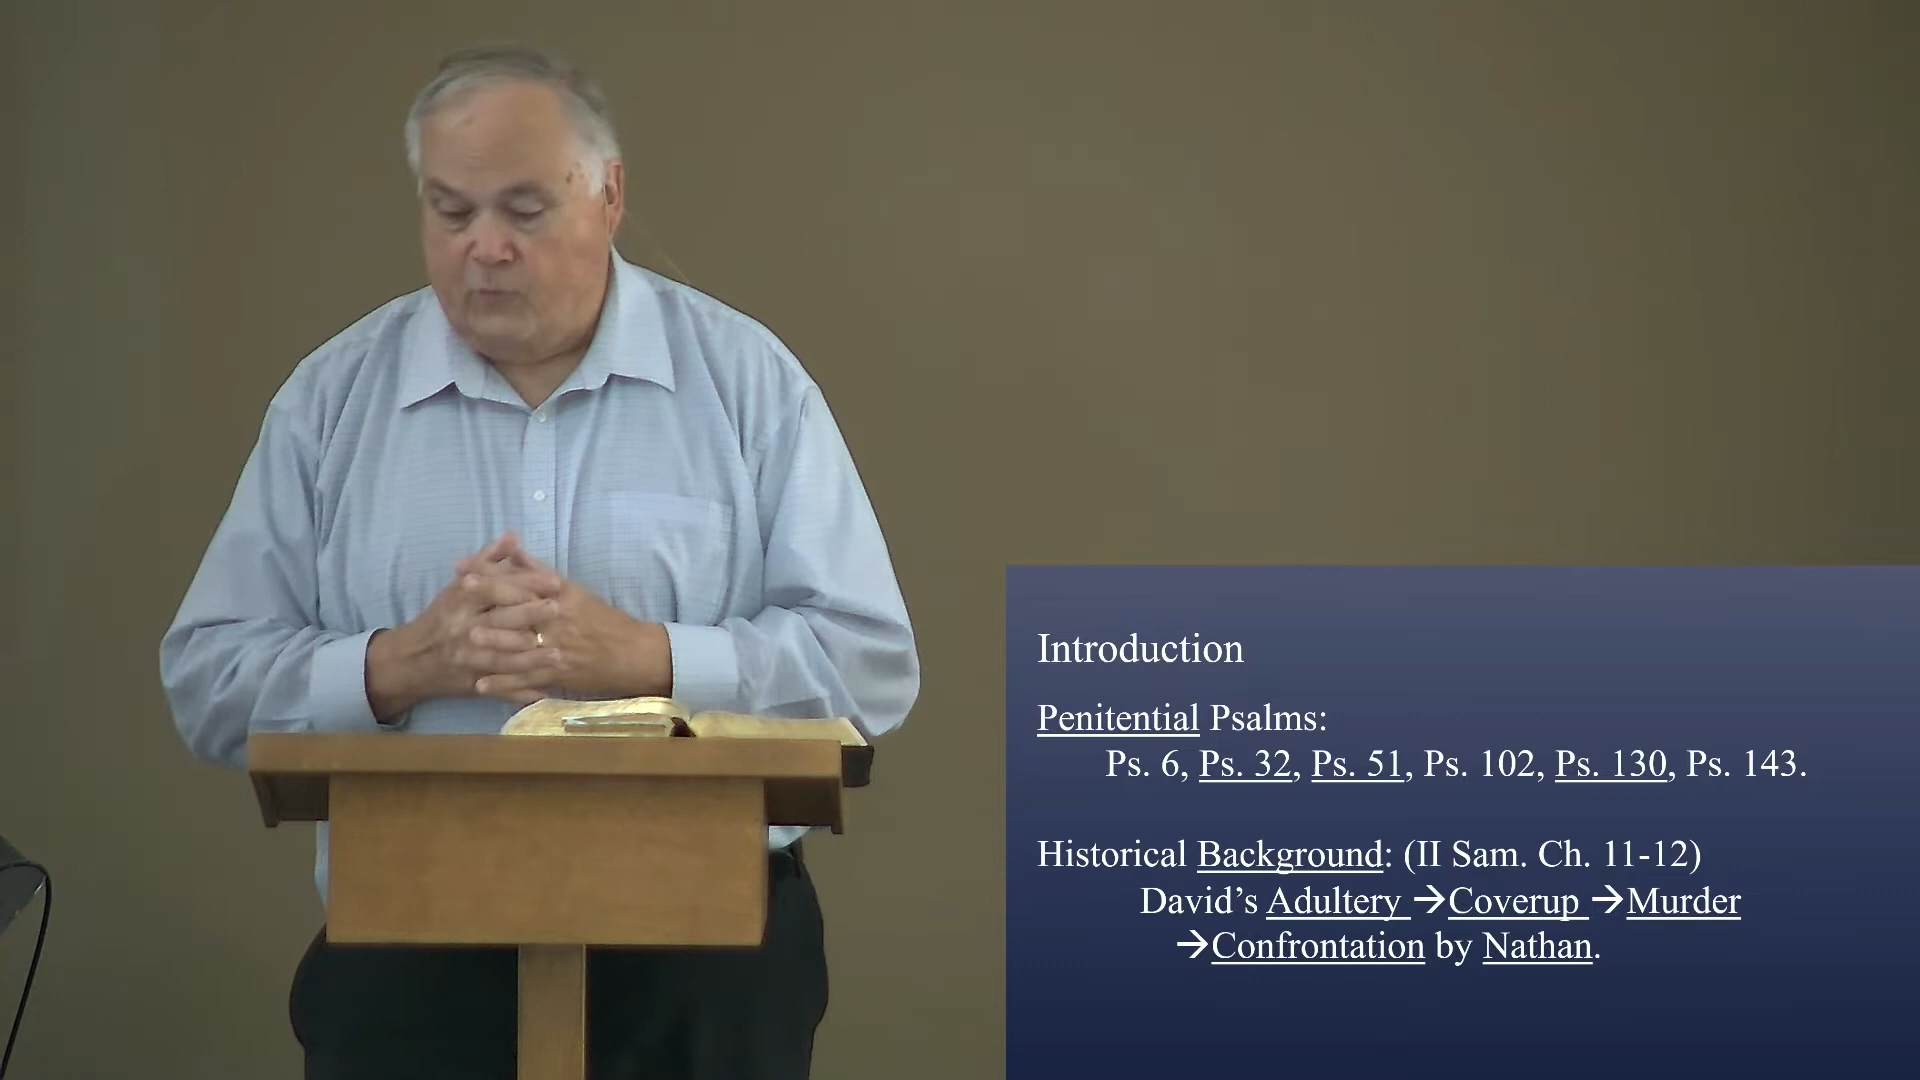 Introduction
Penitential Psalms:
Ps. 6, Ps. 32, Ps. 51, Ps. 102, Ps. 130, Ps. 143.
Historical Background: (II Sam. Ch. 11-12)
David’s Adultery →Coverup →Murder
→Confrontation by Nathan.